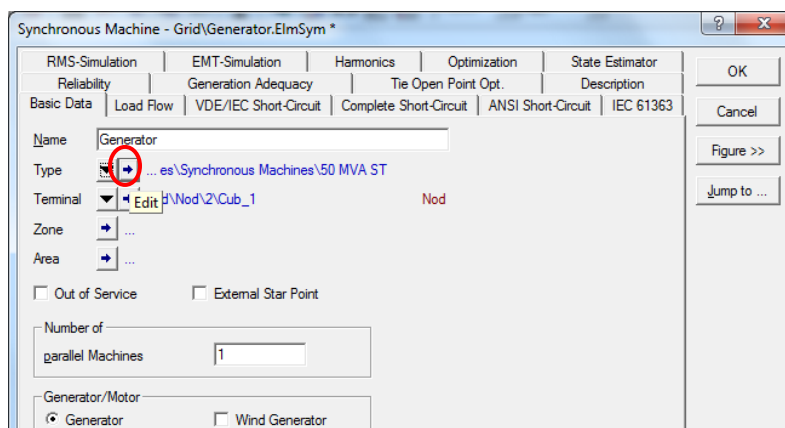 Synchronous Machine - Grid\Generator.ElmSym *
RMS-Simulation EMT-Simulation Harmonics Optimization State Estimator
Reliability Generation Adequacy Tie Open Point Opt. Description
Basic Data Load Flow VDE/IEC Short-Circuit Complete Short-Circuit ANSI Short-Circuit IEC 61363
OK
Cancel
Figure >>
Jump to ...
Name Generator
Type ... es\Synchronous Machines\50 MVA ST
Terminal d\Nod\2\Cub_1 Nod
Edit
Zone ...
Area ...
Out of Service External Star Point
Number of
parallel Machines 1
Generator/Motor
Generator Wind Generator